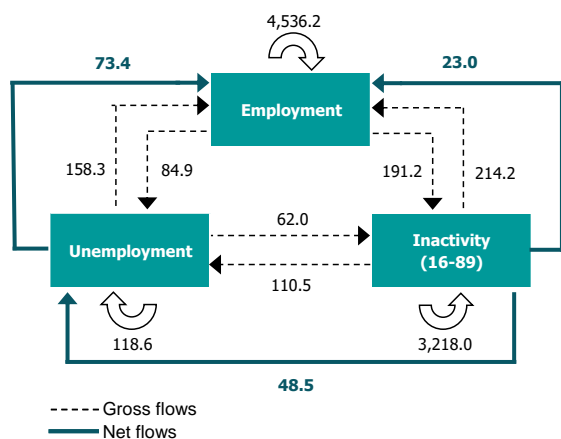 4,536.2
73.4
23.0
Employment
158.3
84.9
191.2
214.2
62.0
Unemployment
Inactivity
(16-89)
110.5
118.6
3,218.0
48.5
Gross flows
Net flows